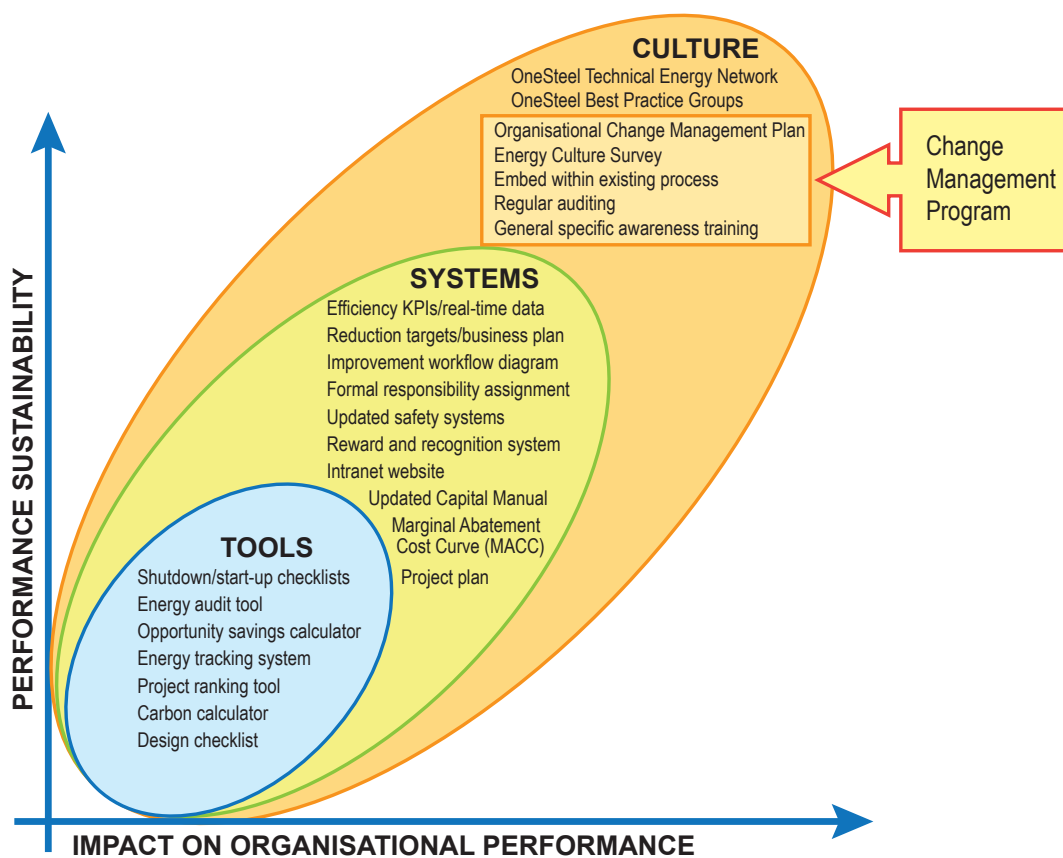 CULTURE
OneSteel Technical Energy Network
OneSteel Best Practice Groups
Organisational Change Management Plan
Energy Culture Survey
Embed within existing process
Regular auditing
General specific awareness training
Change
Management
Program
SYSTEMS
Efficiency KPIs/real-time data
Reduction targets/business plan
Improvement workflow diagram
Formal responsibility assignment
Updated safety systems
Reward and recognition system
Intranet website
Updated Capital Manual
Marginal Abatement
Cost Curve (MACC)
Project plan
TOOLS
Shutdown/start-up checklists
Energy audit tool
Opportunity savings calculator
Energy tracking system
Project ranking tool
Carbon calculator
Design checklist
PERFORMANCE SUSTAINABILITY
IMPACT ON ORGANISATIONAL PERFORMANCE